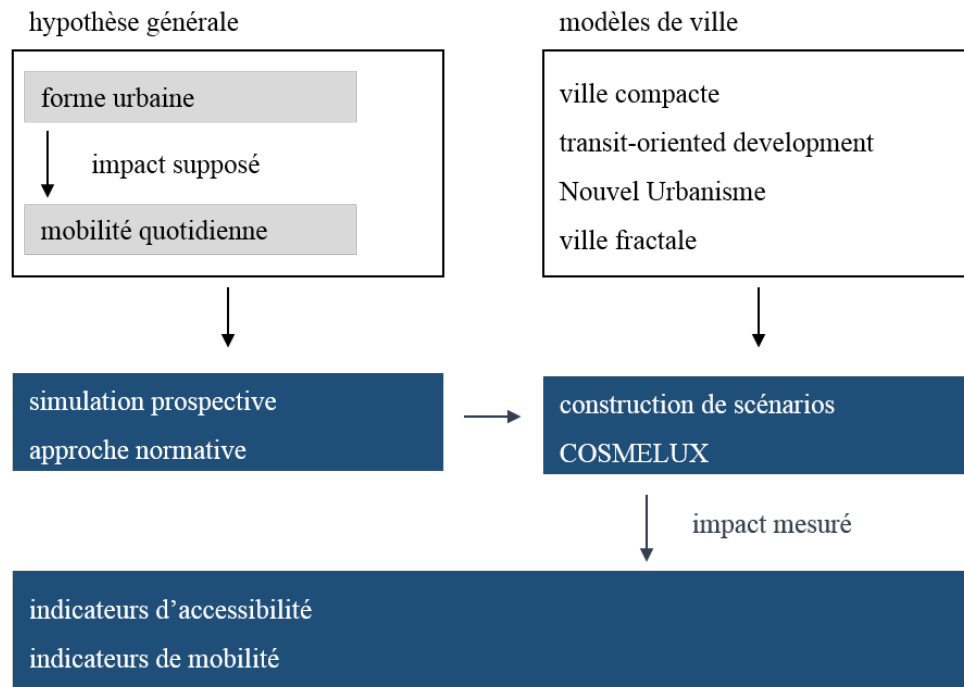 hypothèse générale
forme urbaine
impact supposé
mobilité quotidienne
modèles de ville
ville compacte
transit-oriented development
Nouvel Urbanisme
ville fractale
simulation prospective
approche normative
construction de scénarios
COSMELUX
impact mesuré
indicateurs d’accessibilité
indicateurs de mobilité